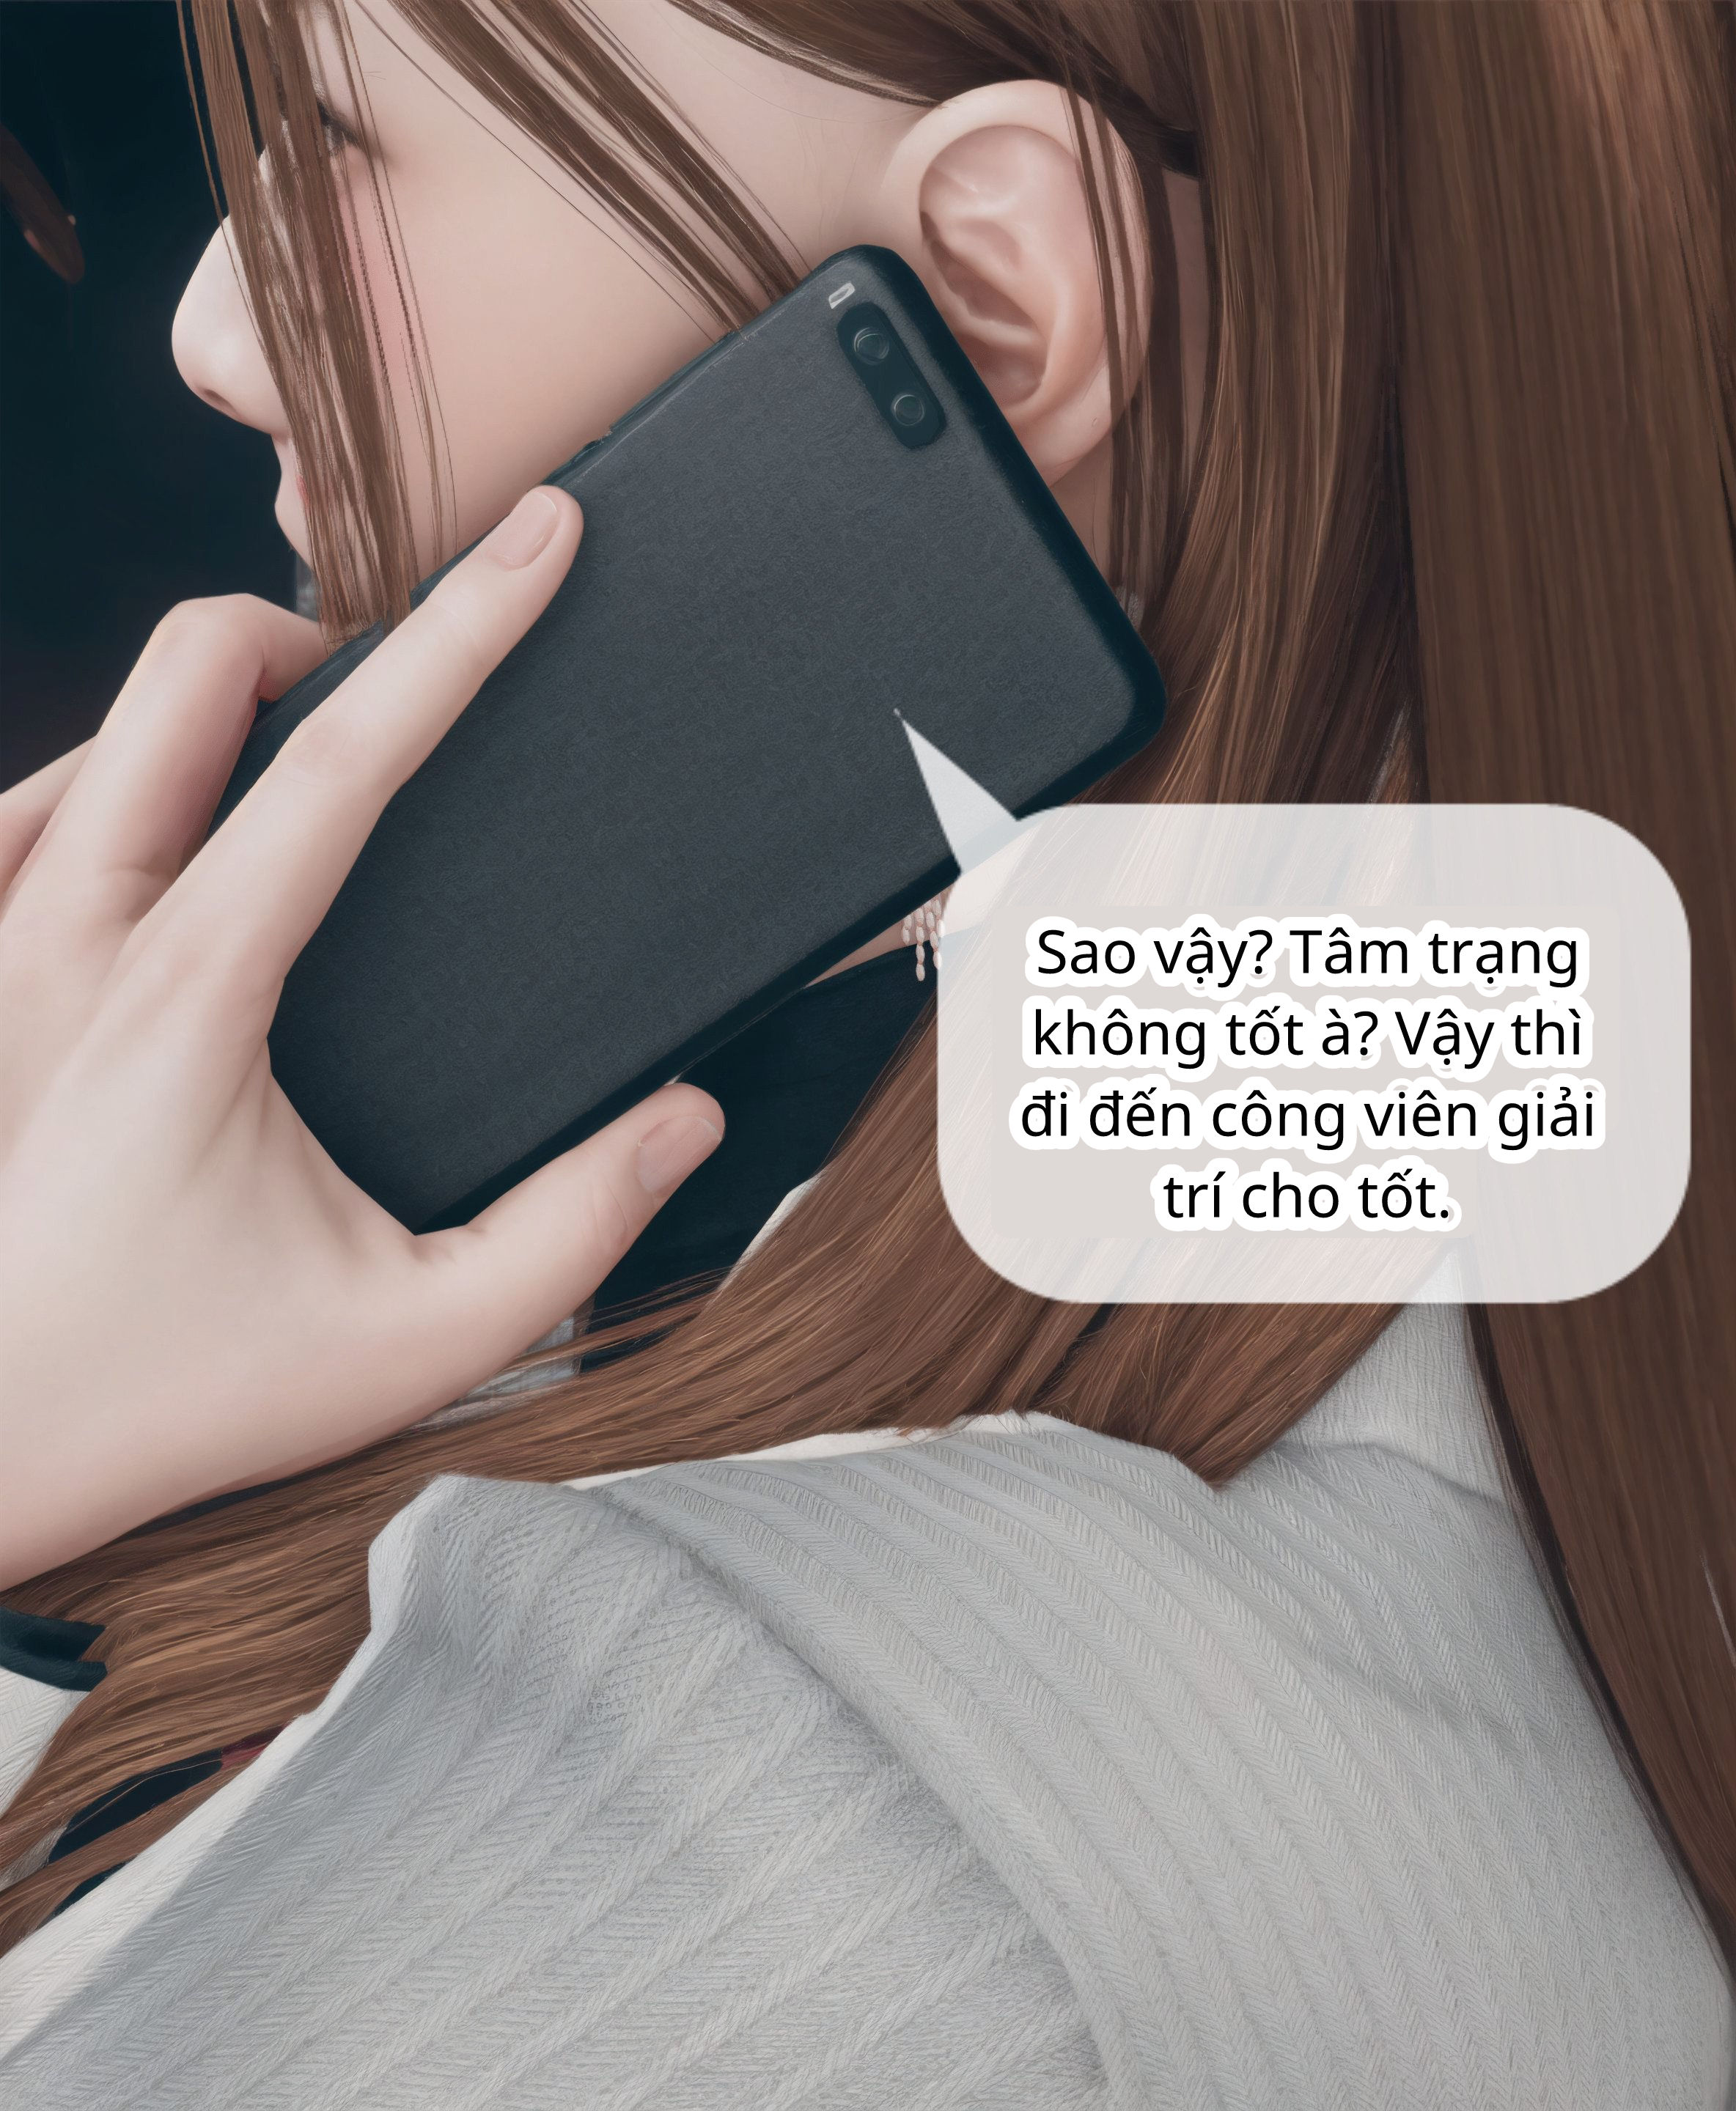 Sao vậy? Tâm trạng
không tốt à? Vậy thì
đi đến công viên giải
trí cho tốt.